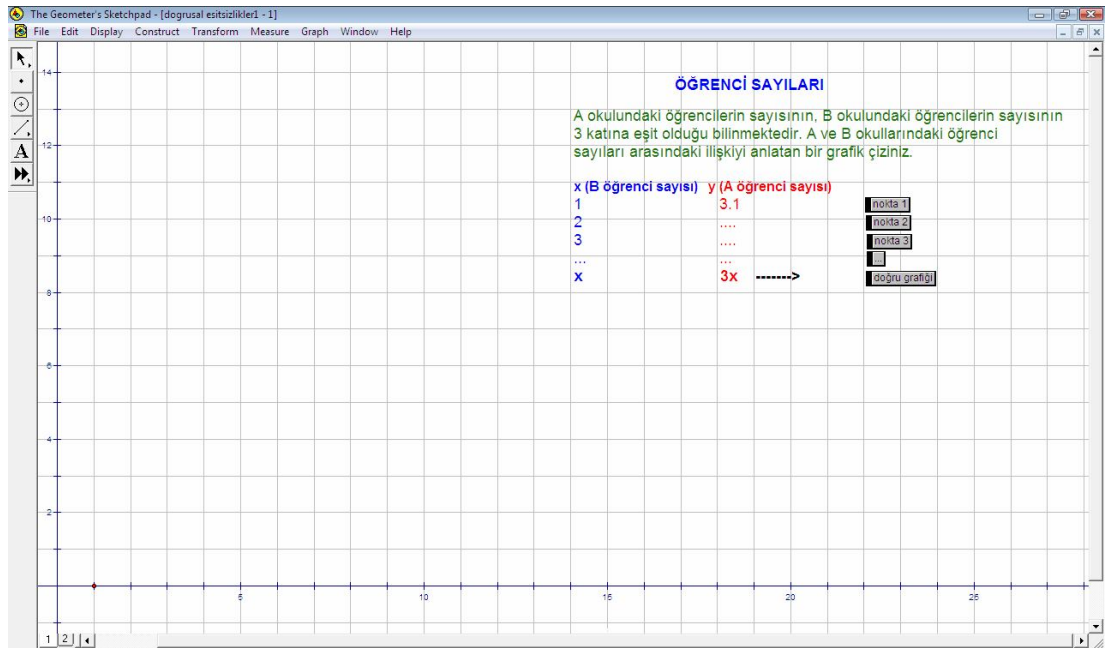 The Geometer's Sketchpad - [dogrusal esitsizlikler1 - 1]
File Edit Display Construct Transform Measure Graph Window Help
ÖĞRENCİ SAYILARI
A okulundaki öğrencilerin sayısının, B okulundaki öğrencilerin sayısının
3 katına eşit olduğu bilinmektedir. A ve B okullarındaki öğrenci
sayıları arasındaki ilişkiyi anlatan bir grafik çiziniz.
x (B öğrenci sayısı) y (A öğrenci sayısı)
1 3.1 nokta 1
2 .... nokta 2
3 .... nokta 3
... ... ...
x 3x -------> doğru grafiği
14
12
10
8
6
4
2
5 10 15 20 25
A
1 2